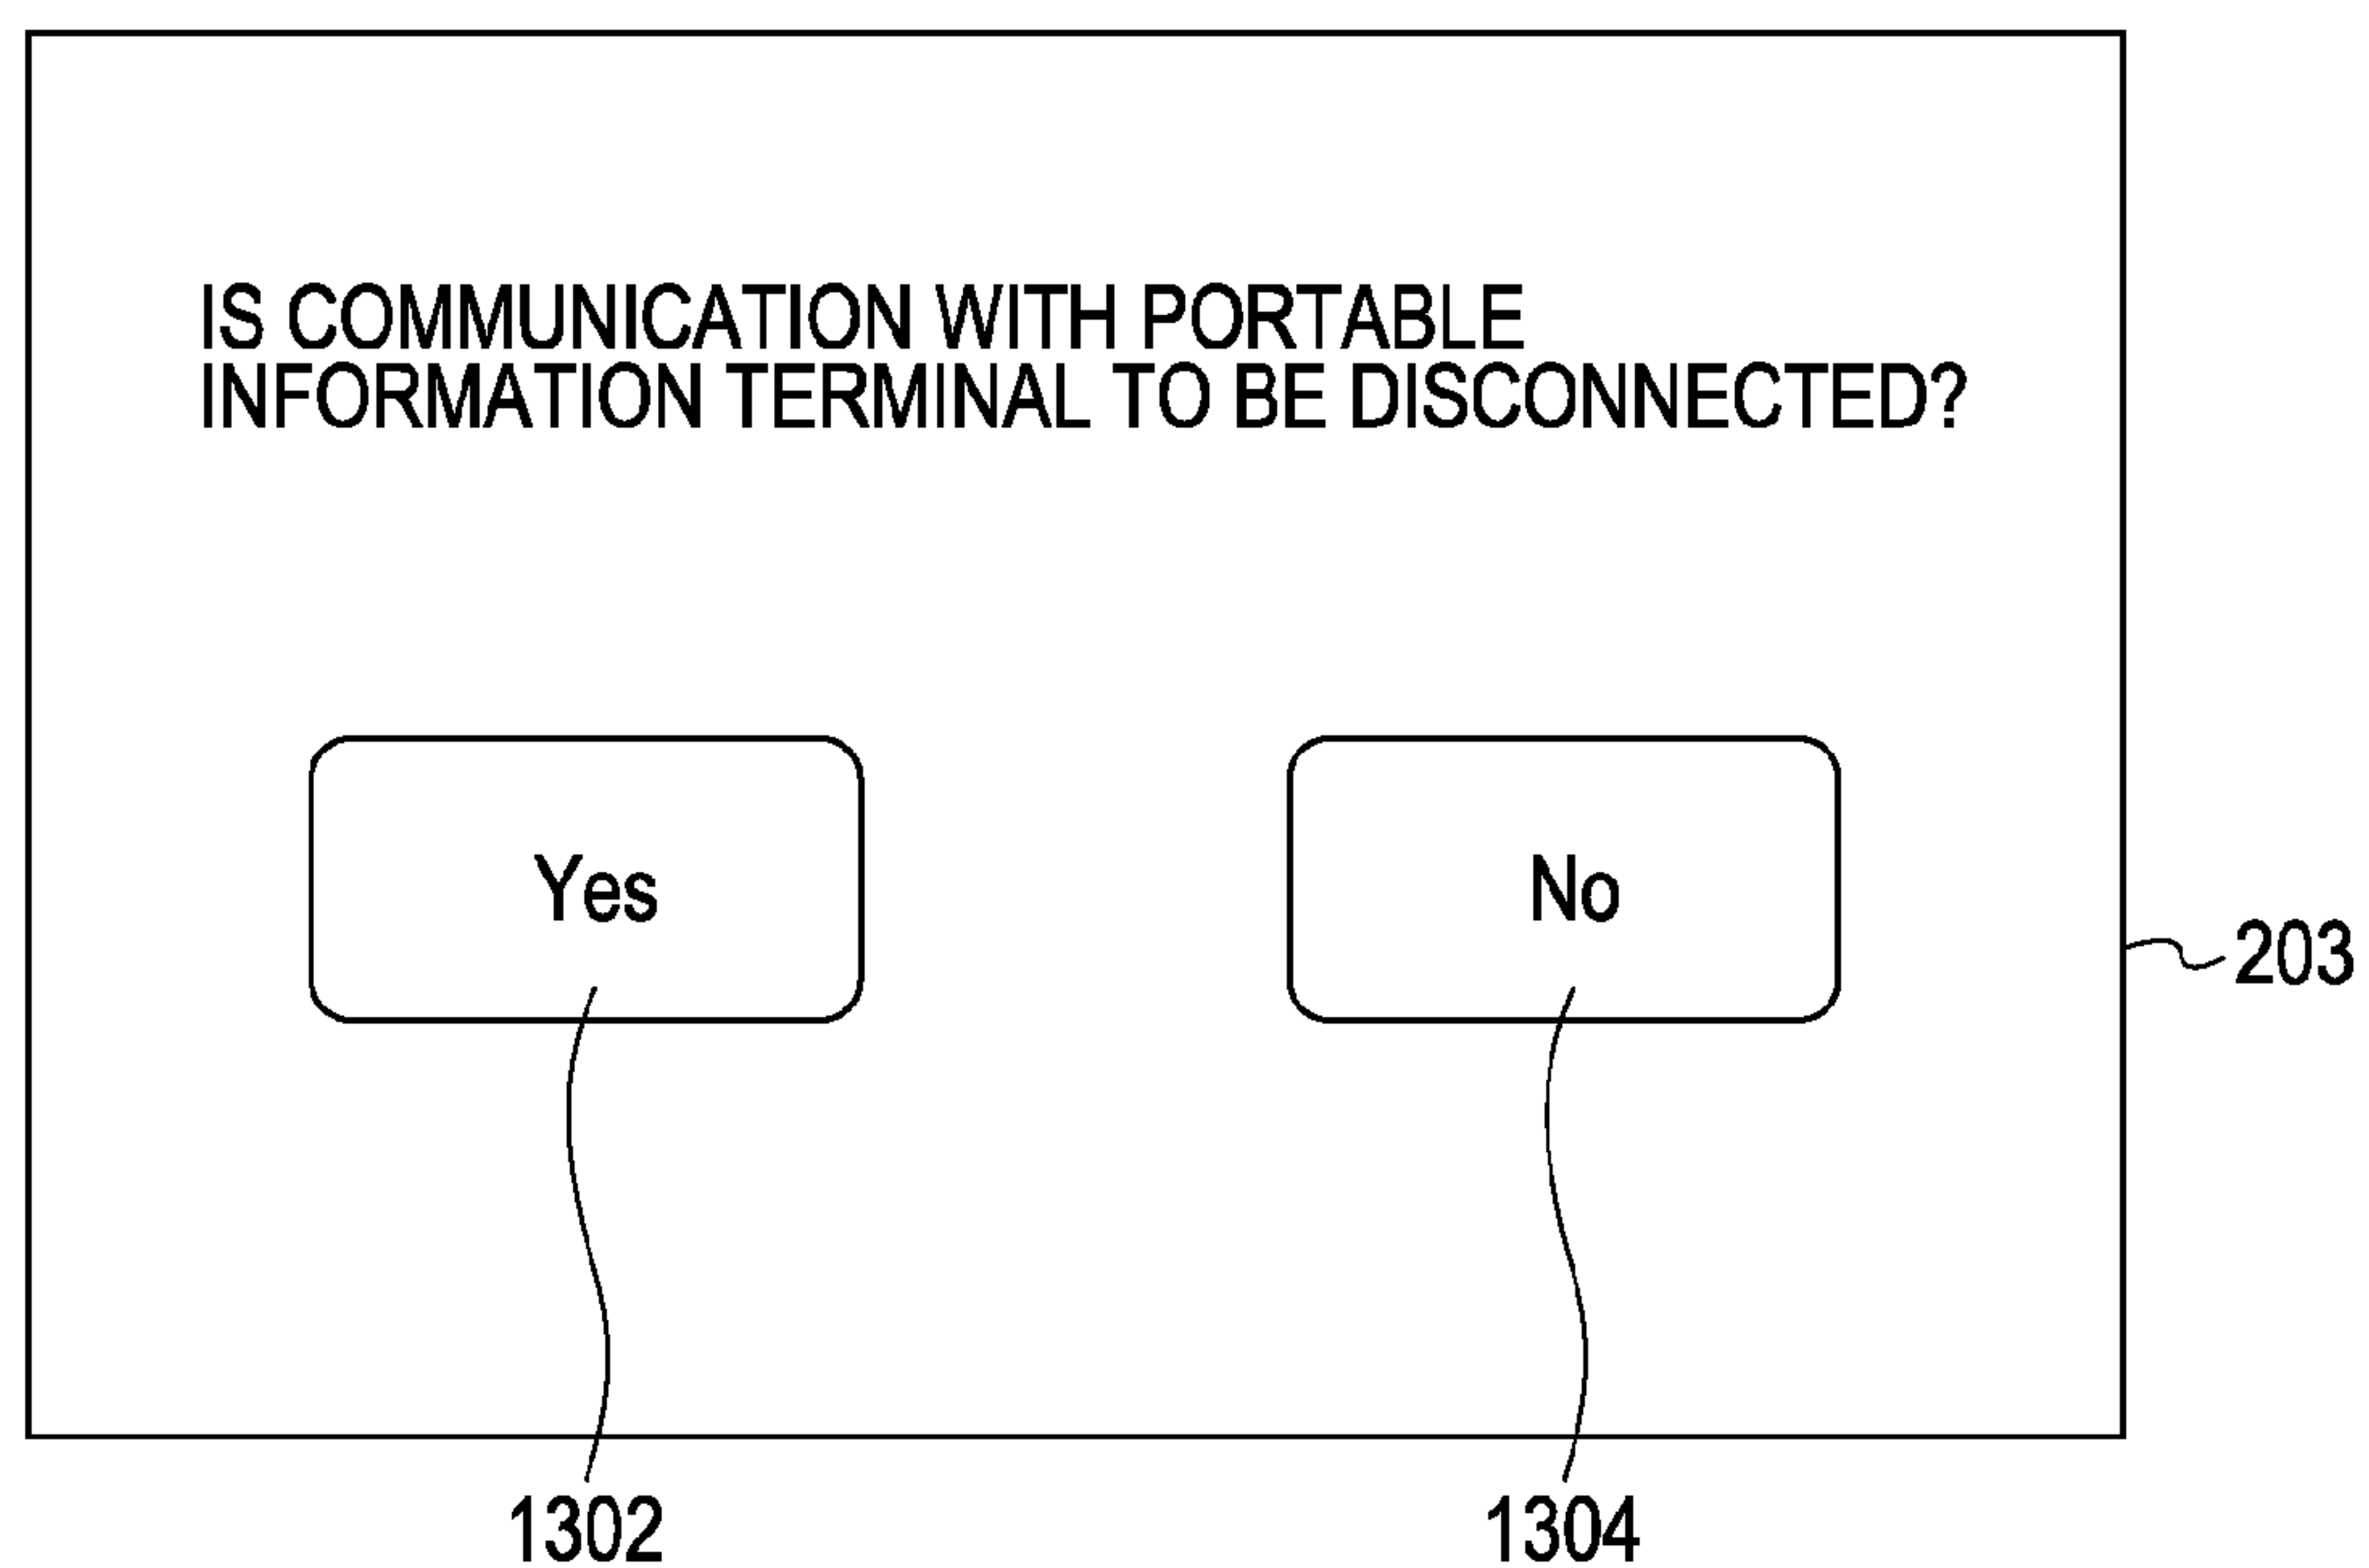 IS COMMUNICATION WITH PORTABLE
INFORMATION TERMINAL TO BE DISCONNECTED?
Yes
No
203
1302
1304